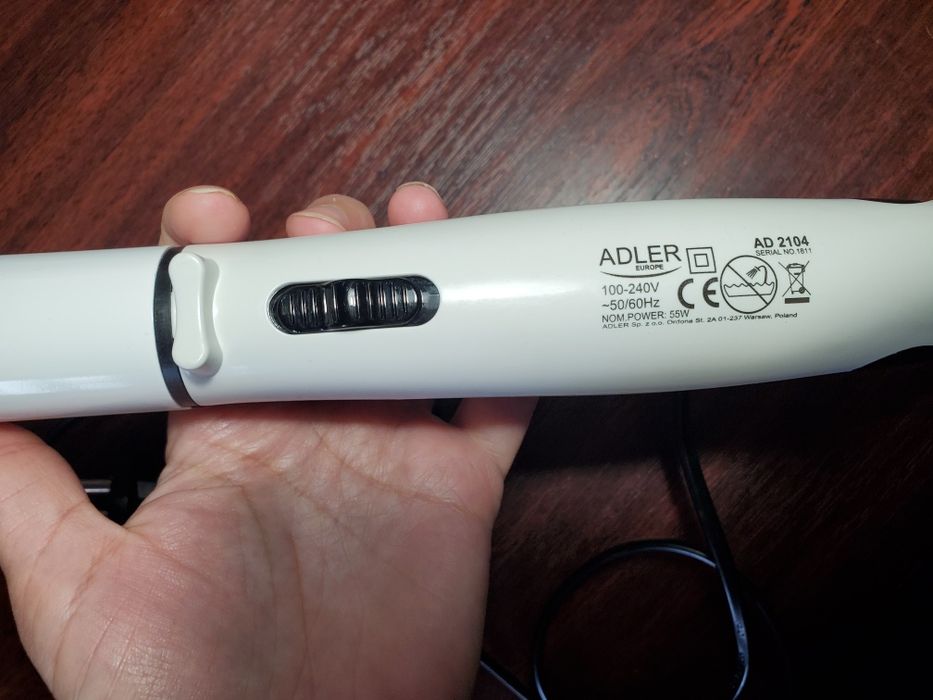 ADLER
EUROPE
100-240V
~50/60Hz
NOM.POWER: 55W
ADLER Sp. z o.o. Ordona St. 2A 01-237 Warsaw, Poland
CE
AD 2104
SERIAL NO.1811